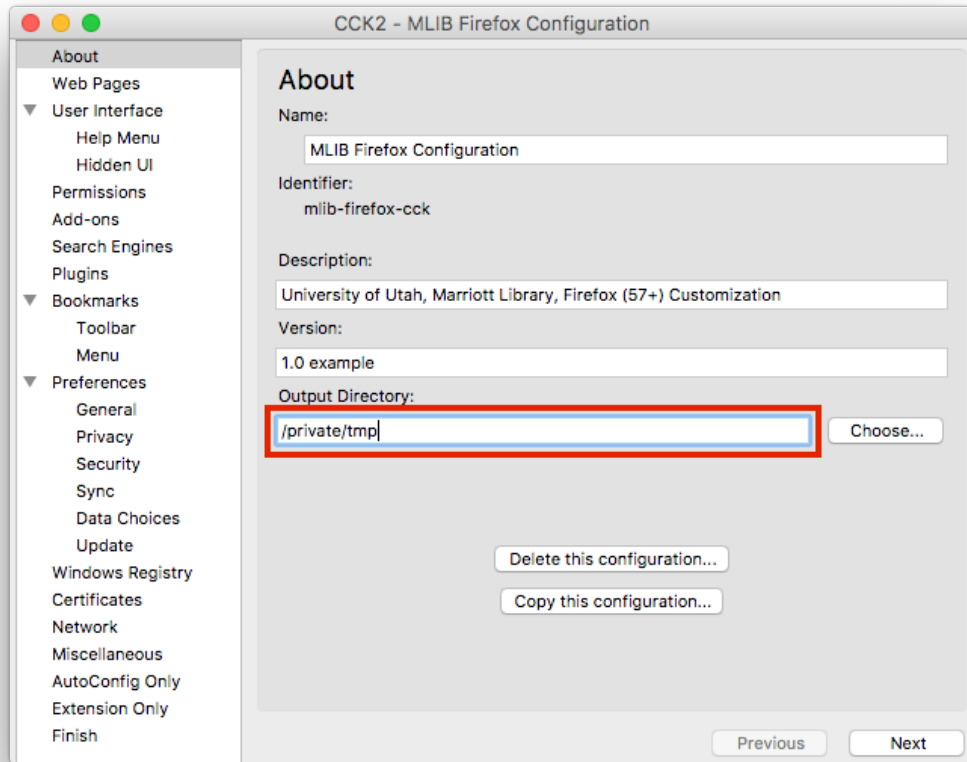 CCK2 - MLIB Firefox Configuration
About
Web Pages
User Interface
Help Menu
Hidden UI
Permissions
Add-ons
Search Engines
Plugins
Bookmarks
Toolbar
Menu
Preferences
General
Privacy
Security
Sync
Data Choices
Update
Windows Registry
Certificates
Network
Miscellaneous
AutoConfig Only
Extension Only
Finish
About
Name:
MLIB Firefox Configuration
Identifier:
mlib-firefox-cck
Description:
University of Utah, Marriott Library, Firefox (57+) Customization
Version:
1.0 example
Output Directory:
/private/tmp
Choose...
Delete this configuration...
Copy this configuration...
Previous
Next